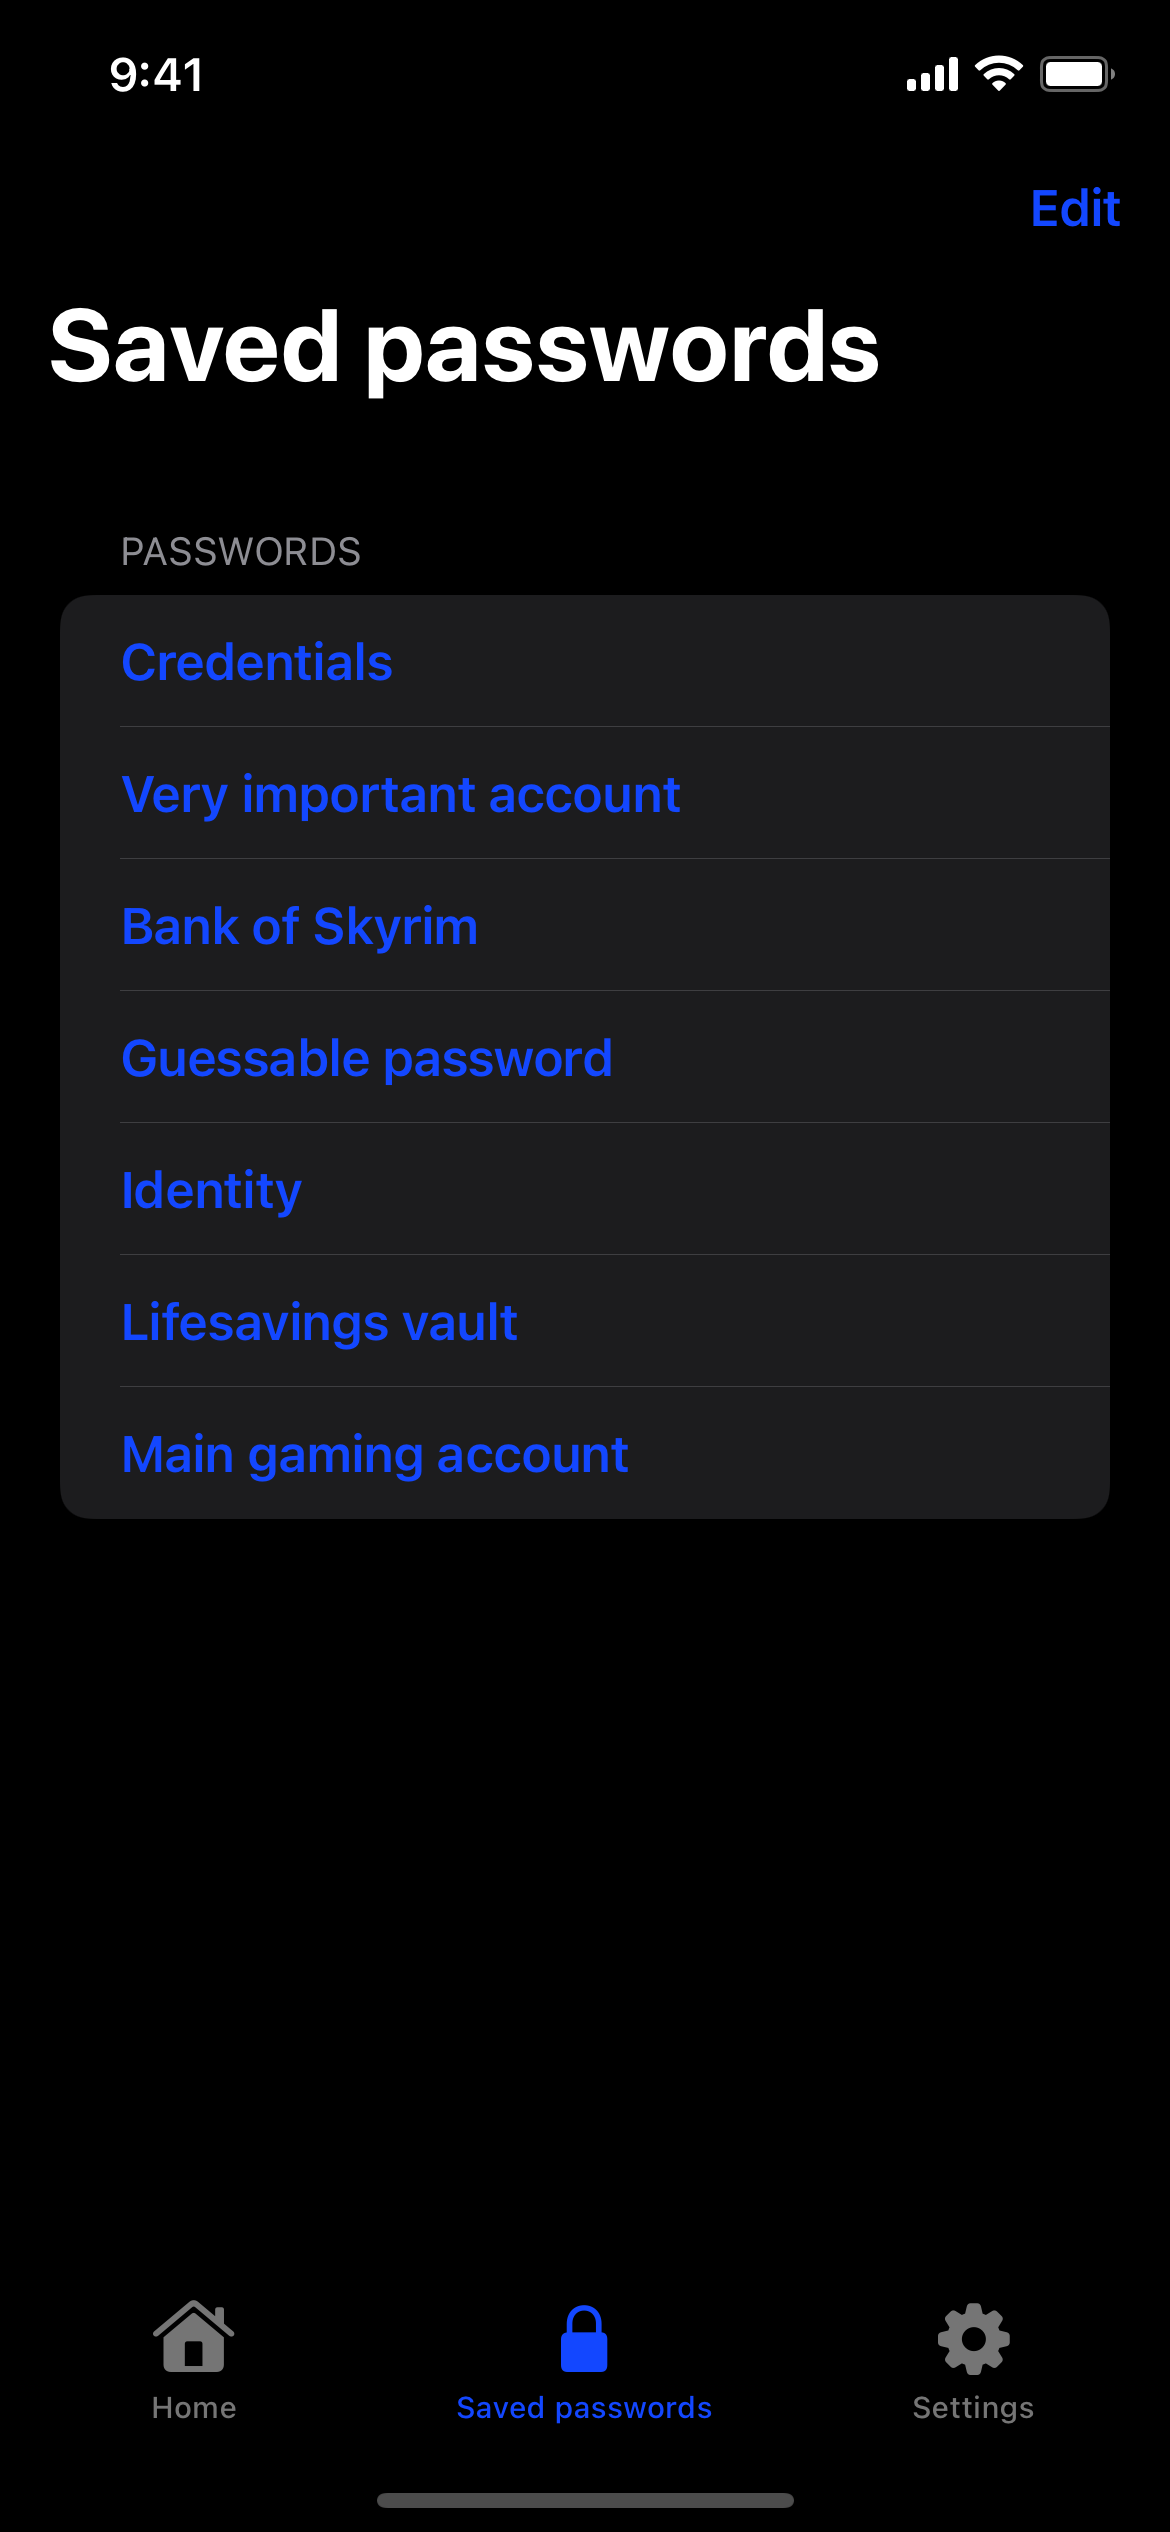 9:41
Edit
Saved passwords
PASSWORDS
Credentials
Very important account
Bank of Skyrim
Guessable password
Identity
Lifesavings vault
Main gaming account
Home
Saved passwords
Settings